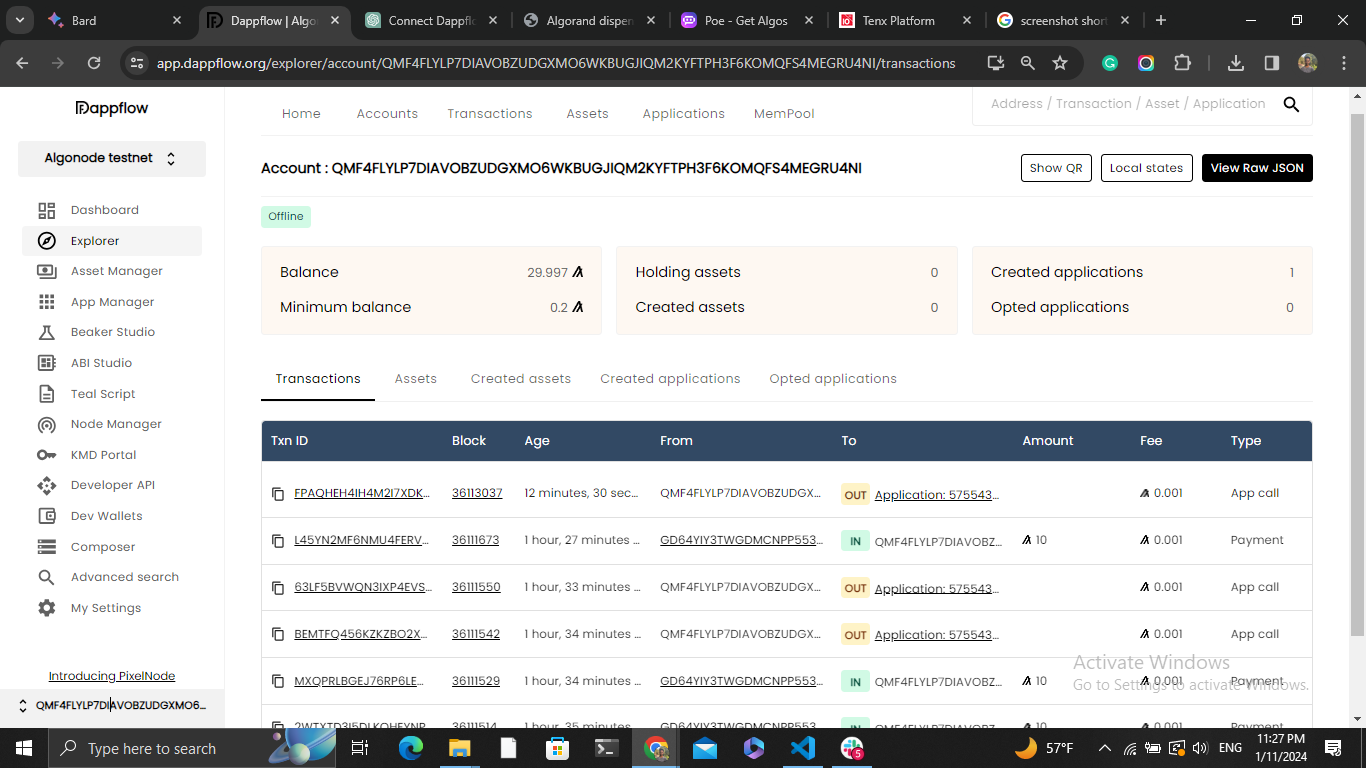 Bard
Dappflow | Algo
Connect Dappfl
Algorand dispen
Poe - Get Algos
Tenx Platform
screenshot short
app.dappflow.org/explorer/account/QMF4FLYLP7DIAVOBZUDGXMO6WKBUGJIQM2KYFTPH3F6KOMQFS4MEGRU4NI/transactions
Dappflow
Home Accounts Transactions Assets Applications MemPool
Address / Transaction / Asset / Application
Algonode testnet
Dashboard
Explorer
Asset Manager
App Manager
Beaker Studio
ABI Studio
Teal Script
Node Manager
KMD Portal
Developer API
Dev Wallets
Composer
Advanced search
My Settings
Introducing PixelNode
QMF4FLYLP7DIAVOBZUDGXMO6...
Account : QMF4FLYLP7DIAVOBZUDGXMO6WKBUGJIQM2KYFTPH3F6KOMQFS4MEGRU4NI
Show QR Local states View Raw JSON
Offline
Balance 29.997
Minimum balance 0.2
Holding assets 0
Created assets 0
Created applications 1
Opted applications 0
Transactions Assets Created assets Created applications Opted applications
Txn ID Block Age From To Amount Fee Type
FPAQHEH4IH4M2I7XDK... 36113037 12 minutes, 30 sec... QMF4FLYLP7DIAVOBZUDGX... OUT Application: 575543... 0.001 App call
L45YN2MF6NMU4FERV... 36111673 1 hour, 27 minutes ... GD64YIY3TWGDMCNPP553... IN QMF4FLYLP7DIAVOBZ... 10 0.001 Payment
63LF5BVWQN3IXP4EVS... 36111550 1 hour, 33 minutes ... QMF4FLYLP7DIAVOBZUDGX... OUT Application: 575543... 0.001 App call
BEMTFQ456KZKZBO2X... 36111542 1 hour, 34 minutes ... QMF4FLYLP7DIAVOBZUDGX... OUT Application: 575543... 0.001 App call
MXQPRLBGEJ76RP6LE... 36111529 1 hour, 34 minutes ... GD64YIY3TWGDMCNPP553... IN QMF4FLYLP7DIAVOBZ... 10 0.001 Payment
36111514 1 hour, 35 minutes ... GD64YIY3TWGDMCNPP553... IN QMF4FLYLP7DIAVOBZ... 10 0.001 Payment
Activate Windows
Go to Settings to activate Windows.
Type here to search
57°F
ENG
11:27 PM
1/11/2024
5